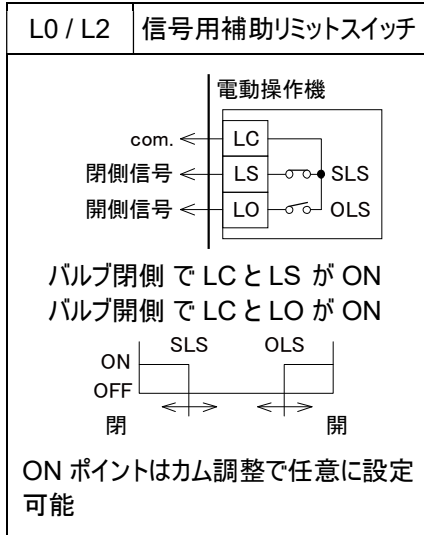 L0 / L2 信号用補助リミットスイッチ
電動操作機
com. LC
閉側信号 LS SLS
開側信号 LO OLS
バルブ閉側 で LC と LS が ON
バルブ開側 で LC と LO が ON
SLS OLS
ON
OFF
閉 開
ON ポイントはカム調整で任意に設定
可能